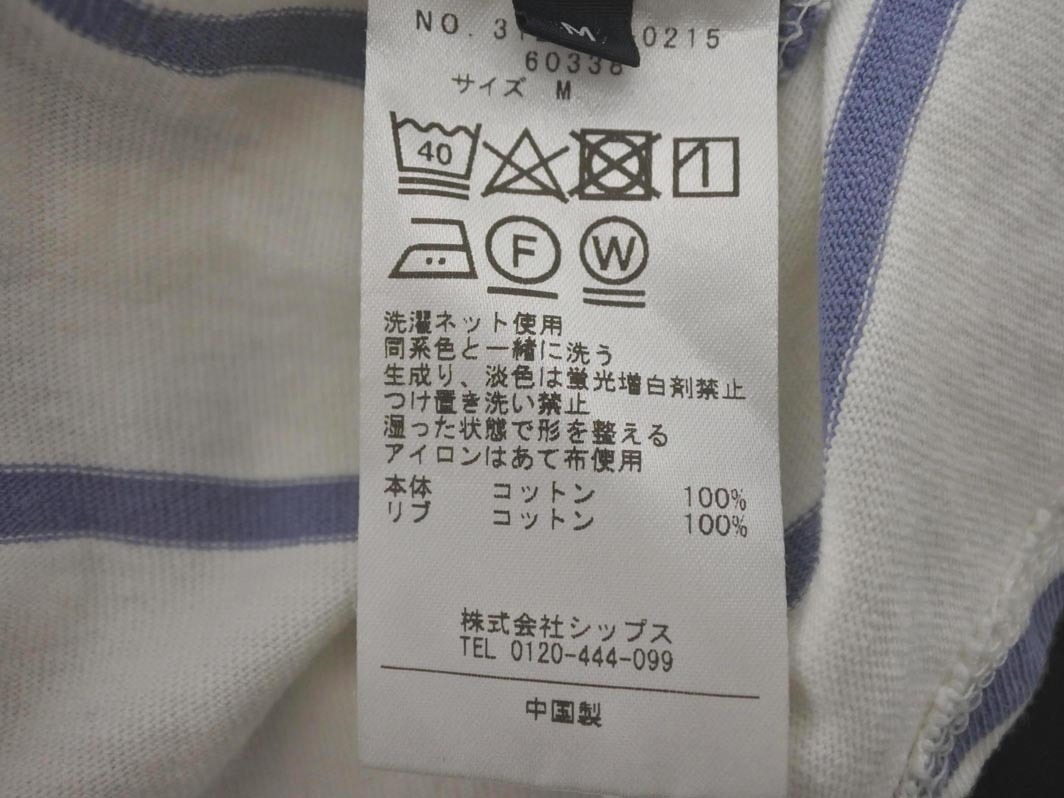 M
NO. 31 0215
60338
サイズ M
40
F
W
洗濯ネット使用
同系色と一緒に洗う
生成り、淡色は蛍光増白剤禁止
つけ置き洗い禁止
湿った状態で形を整える
アイロンはあて布使用
本体 コットン 100%
リブ コットン 100%
株式会社シップス
TEL 0120-444-099
中国製